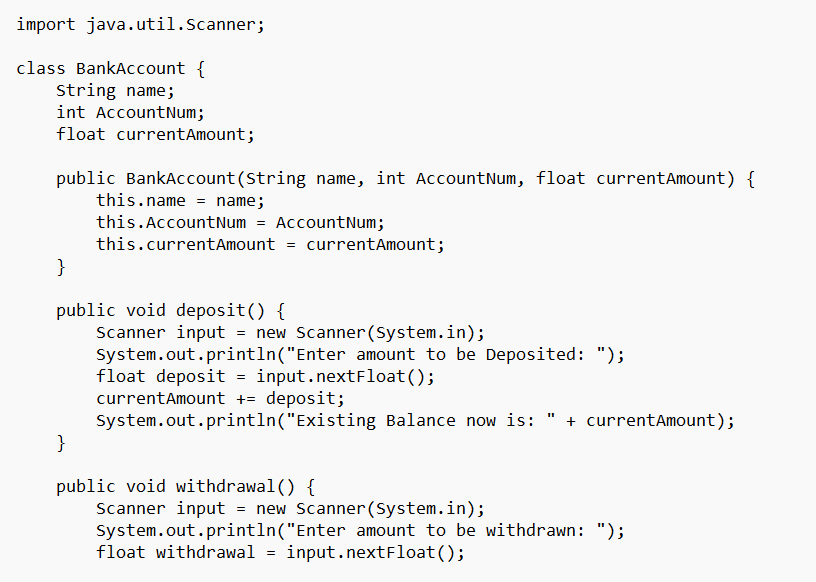 import java.util.Scanner;

class BankAccount {
    String name;
    int AccountNum;
    float currentAmount;

    public BankAccount(String name, int AccountNum, float currentAmount) {
        this.name = name;
        this.AccountNum = AccountNum;
        this.currentAmount = currentAmount;
    }

    public void deposit() {
        Scanner input = new Scanner(System.in);
        System.out.println("Enter amount to be Deposited: ");
        float deposit = input.nextFloat();
        currentAmount += deposit;
        System.out.println("Existing Balance now is: " + currentAmount);
    }

    public void withdrawal() {
        Scanner input = new Scanner(System.in);
        System.out.println("Enter amount to be withdrawn: ");
        float withdrawal = input.nextFloat();